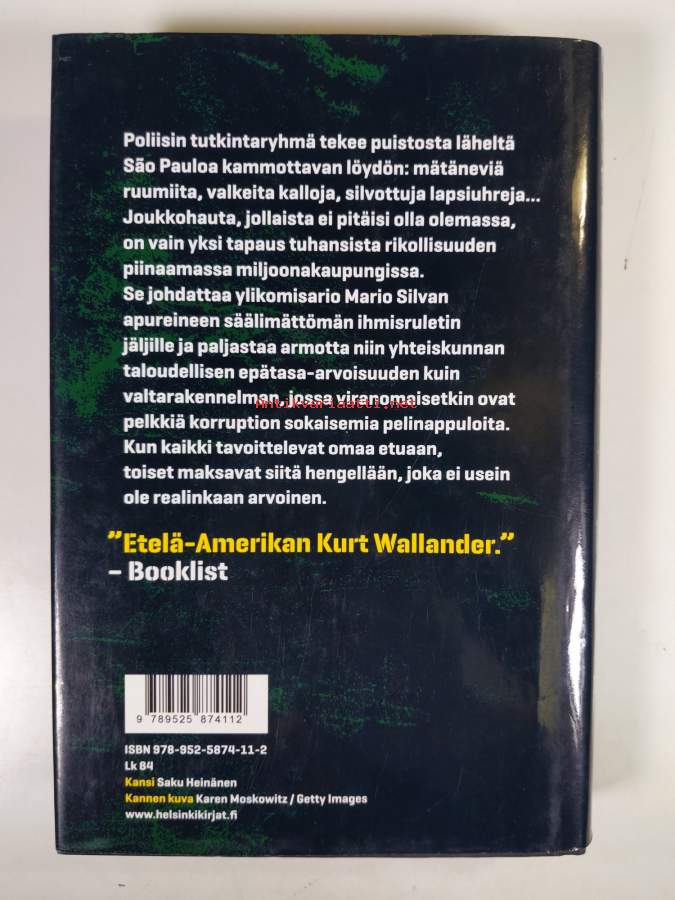 Poliisin tutkintaryhmä tekee puistosta läheltä
São Pauloa kammottavan löydön: mätäneviä
ruumiita, valkeita kalloja, silvottuja lapsiuhreja...
Joukkohauta, jollaista ei pitäisi olla olemassa,
on vain yksi tapaus tuhansista rikollisuuden
piinaamassa miljoonakaupungissa.
Se johdattaa ylikomisario Mario Silvan
apureineen säälimättömän ihmisruletin
jäljille ja paljastaa armotta niin yhteiskunnan
taloudellisen epätasa-arvoisuuden kuin
valtarakennelman, jossa viranomaisetkin ovat
antikvariaatti.net
pelkkiä korruption sokaisemia pelinappuloita.
Kun kaikki tavoittelevat omaa etuaan,
toiset maksavat siitä hengellään, joka ei usein
ole realinkaan arvoinen.
”Etelä-Amerikan Kurt Wallander.”
– Booklist
9 789525 874112
ISBN 978-952-5874-11-2
Lk 84
Kansi Saku Heinänen
Kannen kuva Karen Moskowitz / Getty Images
www.helsinkikirjat.fi